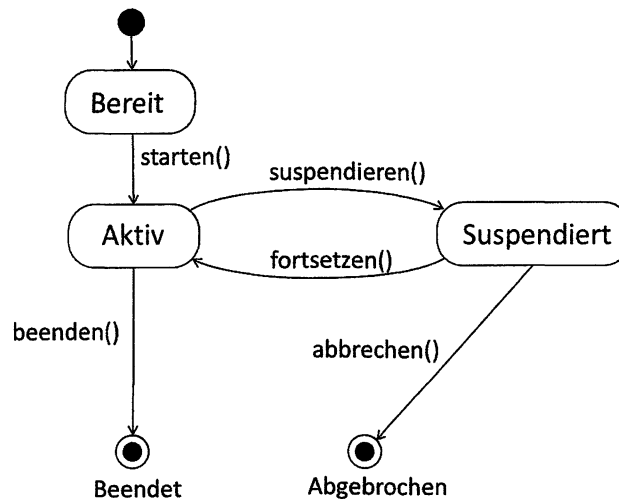 Bereit
starten()
suspendieren()
Aktiv
Suspendiert
fortsetzen()
beenden()
abbrechen()
Beendet
Abgebrochen